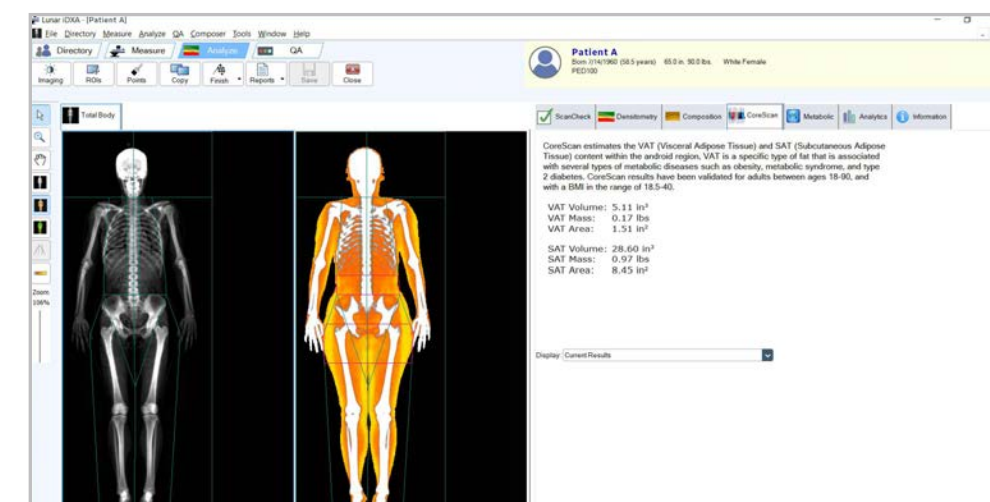 Lunar iDXA - [Patient A]
File Directory Measure Analyze QA Composer Tools Window Help
Directory Measure Analyze QA
Imaging ROIs Points Copy Finish Reports Save Close
Patient A
Born 7/14/1960 (58.5 years) 65.0 in. 90.0 lbs. White Female
PED100
Total Body
ScanCheck Densitometry Composition CoreScan Metabolic Analytics Information
CoreScan estimates the VAT (Visceral Adipose Tissue) and SAT (Subcutaneous Adipose
Tissue) content within the android region, VAT is a specific type of fat that is associated
with several types of metabolic diseases such as obesity, metabolic syndrome, and type
2 diabetes. CoreScan results have been validated for adults between ages 18-90, and
with a BMI in the range of 18.5-40.
VAT Volume: 5.11 in³
VAT Mass: 0.17 lbs
VAT Area: 1.51 in²
SAT Volume: 28.60 in³
SAT Mass: 0.97 lbs
SAT Area: 8.45 in²
Zoom
106%
Display: Current Results